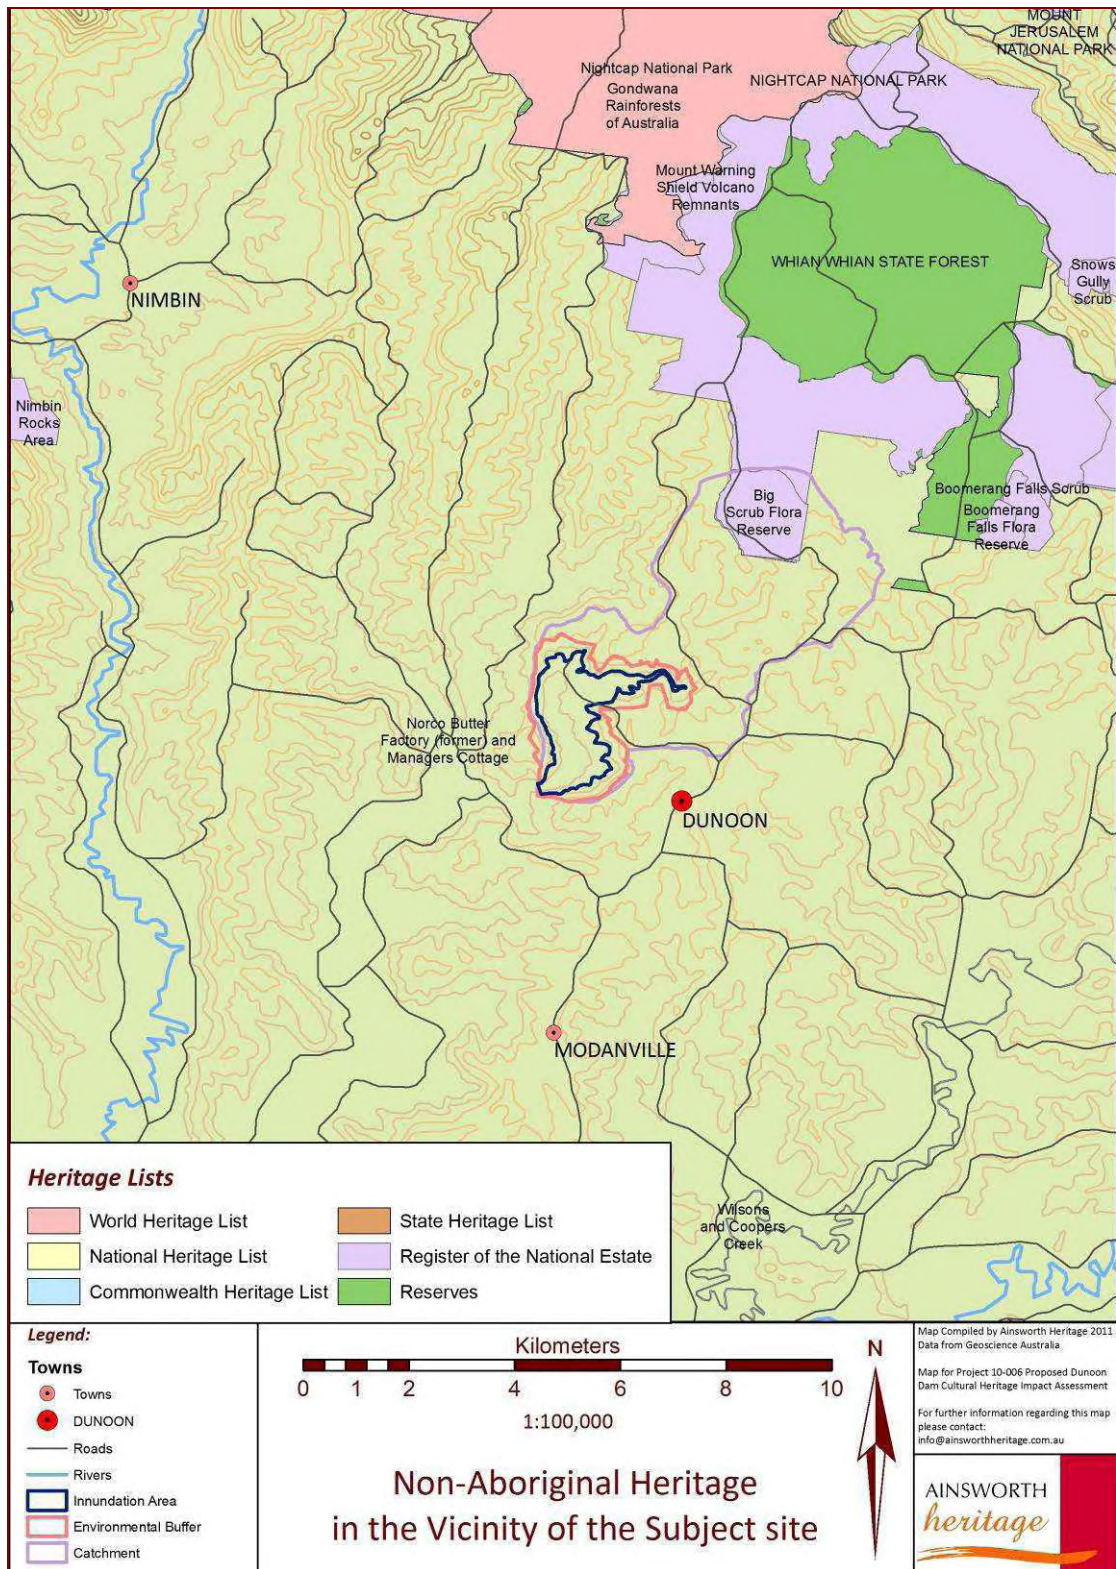 MOUNT
JERUSALEM
NATIONAL PARK
Nightcap National Park
Gondwana
Rainforests
of Australia
NIGHTCAP NATIONAL PARK
Mount Warning
Shield Volcano
Remnants
WHIAN WHIAN STATE FOREST
Snows
Gully
Scrub
NIMBIN
Nimbin
Rocks
Area
Big
Scrub Flora
Reserve
Boomerang Falls Scrub
Boomerang
Falls Flora
Reserve
Norco Butter
Factory (former) and
Managers Cottage
DUNOON
MODANVILLE
Wilsons
and Coopers
Creek
Heritage Lists
World Heritage List
National Heritage List
Commonwealth Heritage List
State Heritage List
Register of the National Estate
Reserves
Legend:
Towns
Towns
DUNOON
Roads
Rivers
Innundation Area
Environmental Buffer
Catchment
Kilometers
0 1 2 4 6 8 10
1:100,000
N
Non-Aboriginal Heritage
in the Vicinity of the Subject site
Map Compiled by Ainsworth Heritage 2011
Data from Geoscience Australia
Map for Project 10-006 Proposed Dunoon
Dam Cultural Heritage Impact Assessment
For further information regarding this map
please contact:
info@ainsworthheritage.com.au
AINSWORTH
heritage